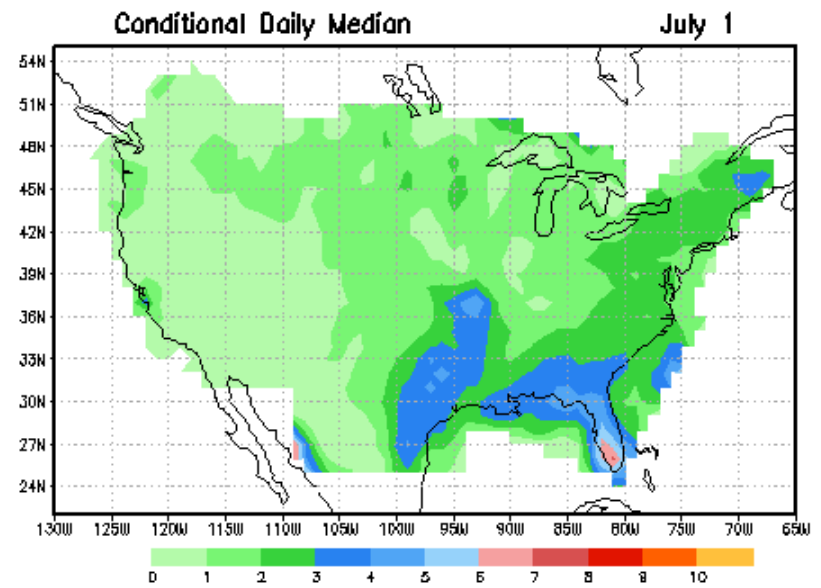 Conditional Daily Median July 1
54N
51N
48N
45N
42N
39N
36N
33N
30N
27N
24N
130W 125W 120W 115W 110W 105W 100W 95W 90W 85W 80W 75W 70W 65W
0 1 2 3 4 5 6 7 8 9 10